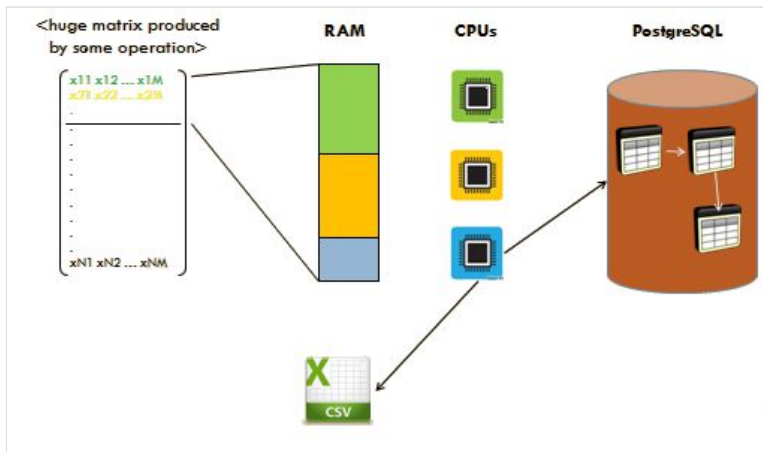 <huge matrix produced
by some operation>
RAM
CPUs
PostgreSQL
x11 x12 ... x1M
x21 x22 ... x2M
xN1 xN2 ... xNM
X
CSV